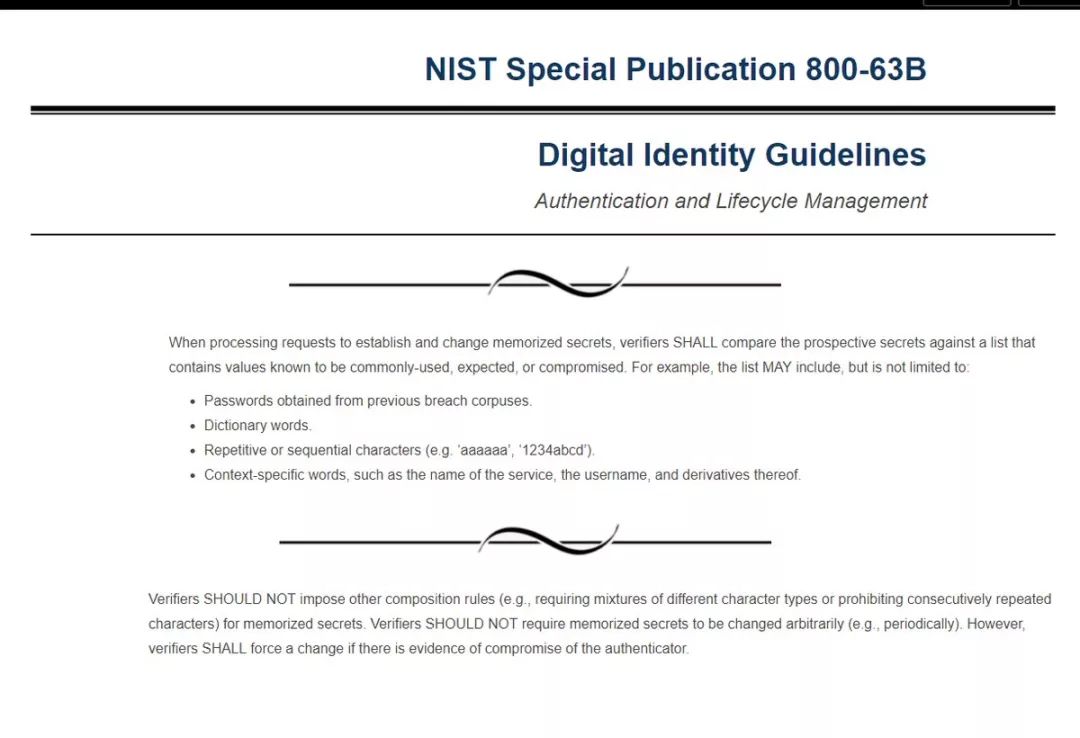 NIST Special Publication 800-63B
Digital Identity Guidelines
Authentication and Lifecycle Management
When processing requests to establish and change memorized secrets, verifiers SHALL compare the prospective secrets against a list that
contains values known to be commonly-used, expected, or compromised. For example, the list MAY include, but is not limited to:
• Passwords obtained from previous breach corpuses.
• Dictionary words.
• Repetitive or sequential characters (e.g. ‘aaaaaa’, ‘1234abcd’).
• Context-specific words, such as the name of the service, the username, and derivatives thereof.
Verifiers SHOULD NOT impose other composition rules (e.g., requiring mixtures of different character types or prohibiting consecutively repeated
characters) for memorized secrets. Verifiers SHOULD NOT require memorized secrets to be changed arbitrarily (e.g., periodically). However,
verifiers SHALL force a change if there is evidence of compromise of the authenticator.